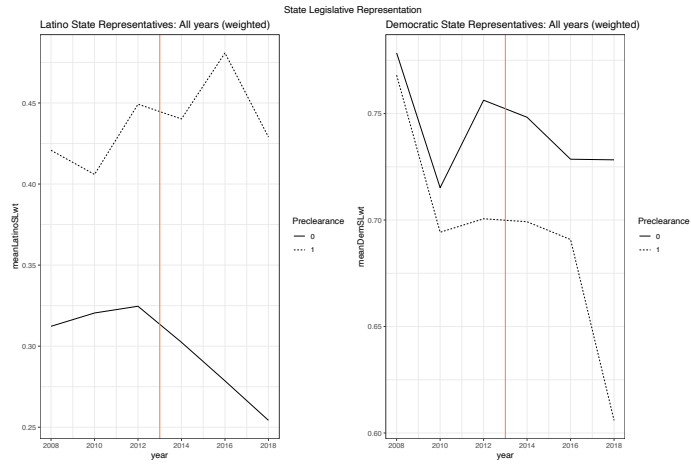 State Legislative Representation
Latino State Representatives: All years (weighted)
meanLatinoSLwt
0.45
0.40
0.35
0.30
0.25
2008 2010 2012 2014 2016 2018
year
Preclearance
0
1
Democratic State Representatives: All years (weighted)
meanDemSLwt
0.75
0.70
0.65
0.60
2008 2010 2012 2014 2016 2018
year
Preclearance
0
1